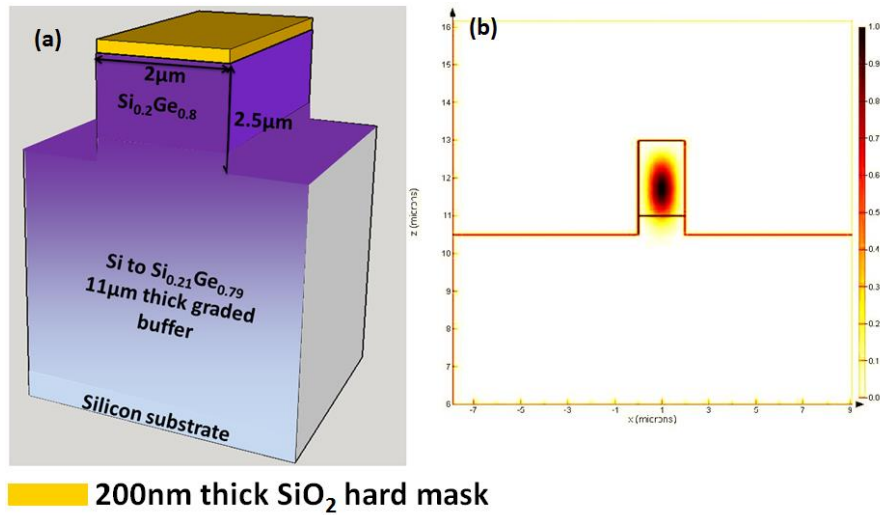 (a)
2μm
Si0.2Ge0.8
2.5μm
Si to Si0.21Ge0.79
11μm thick graded
buffer
Silicon substrate
200nm thick SiO2 hard mask
(b)
16
15
14
13
12
11
10
9
8
7
6
z (microns)
-7
-5
-3
-1
1
3
5
7
9
x (microns)
1.0
0.9
0.8
0.7
0.6
0.5
0.4
0.3
0.2
0.1
0.0